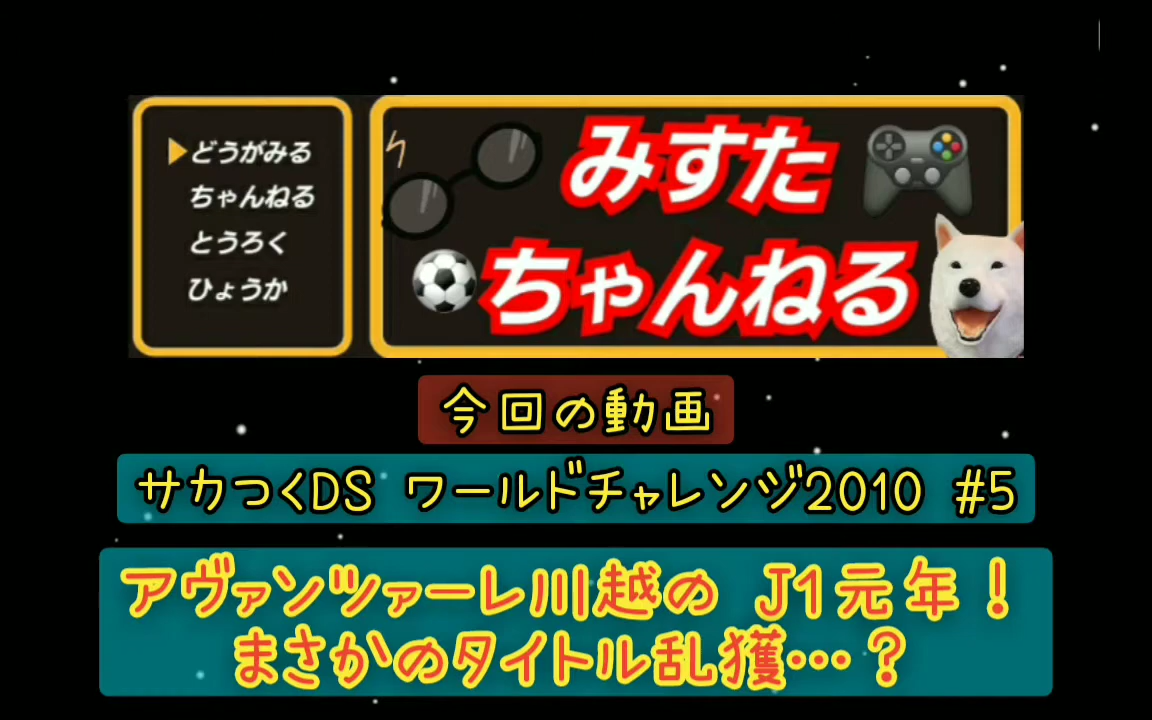 どうがみる
ちゃんねる
とうろく
ひょうか
みすた
ちゃんねる
今回の動画
サカつくDS ワールドチャレンジ2010 #5
アヴァンツァーレ川越の J1元年！
まさかのタイトル乱獲…？